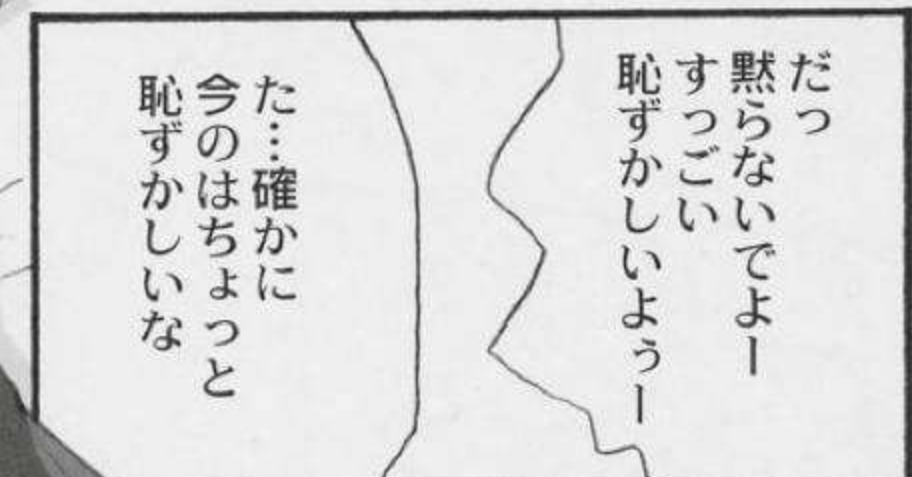 だっ
黙らないでよー
すっごい
恥ずかしいよぅー
た…確かに
今のはちょっと
恥ずかしいな